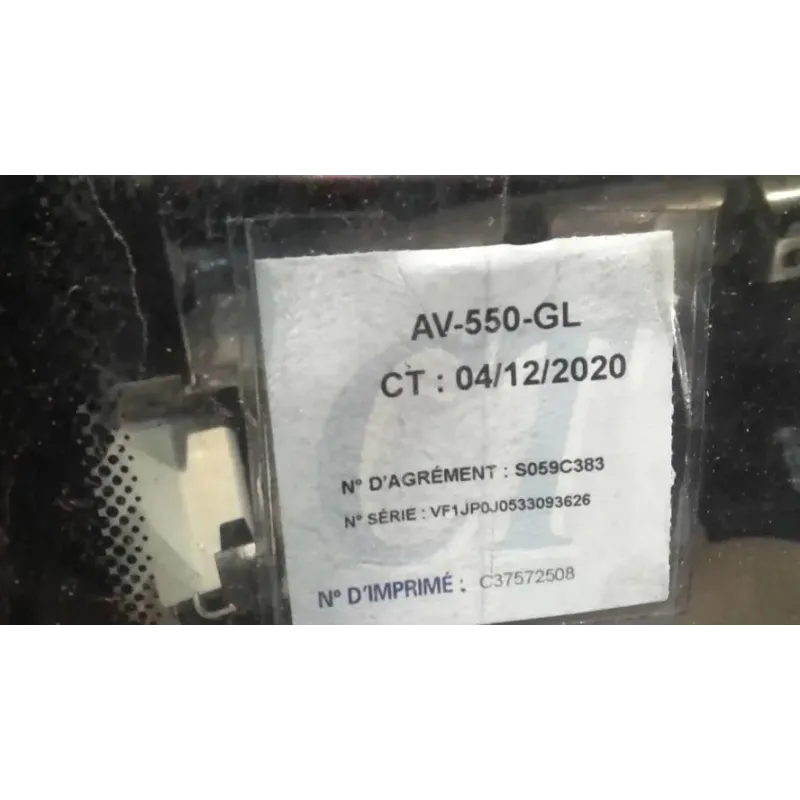 AV-550-GL
CT : 04/12/2020
N° D'AGRÉMENT : S059C383
N° SÉRIE : VF1JP0J0533093626
N° D'IMPRIMÉ : C37572508